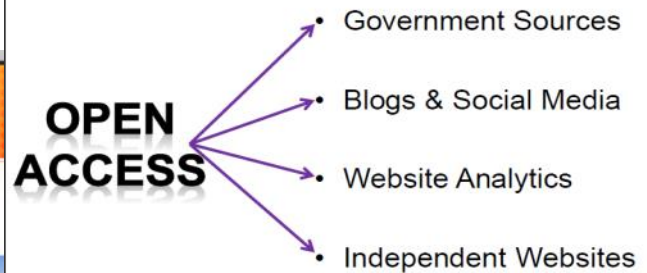 OPEN
ACCESS
• Government Sources
• Blogs & Social Media
• Website Analytics
• Independent Websites